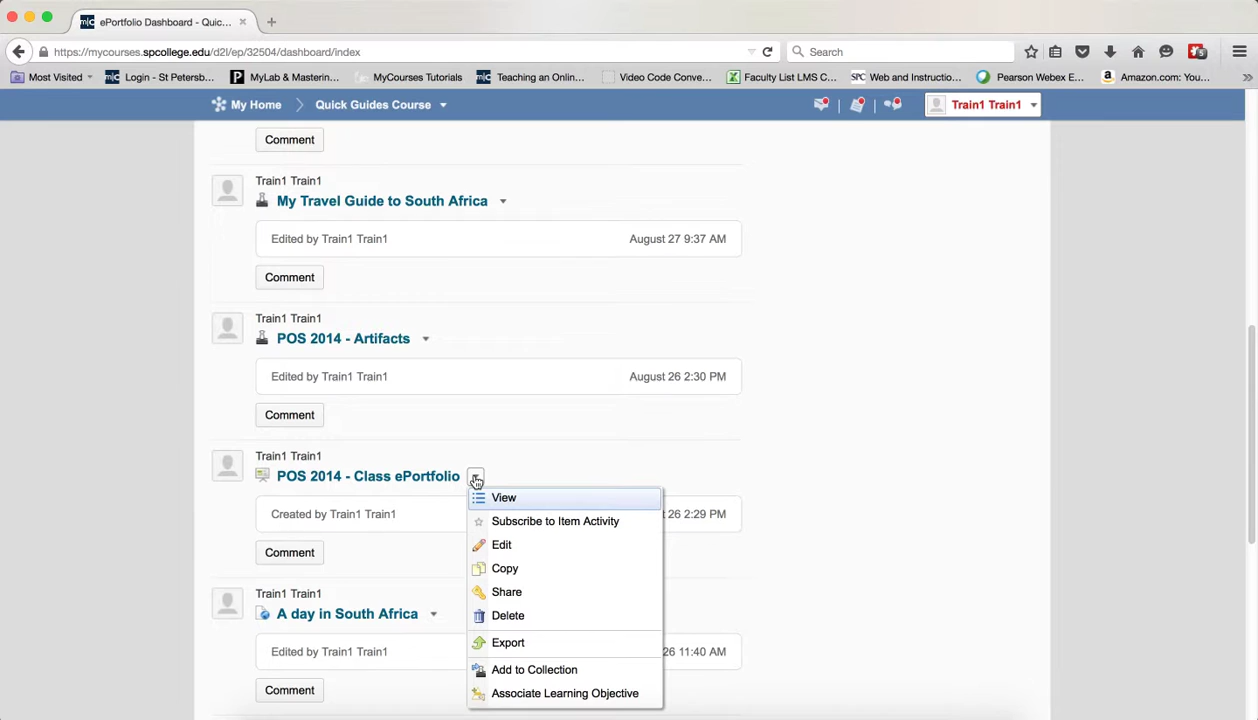 ePortfolio Dashboard - Quic...
https://mycourses.spcollege.edu/d2l/ep/32504/dashboard/index
Search
Most Visited
Login - St Petersb...
MyLab & Mastering...
MyCourses Tutorials
Teaching an Onlin...
Video Code Conve...
Faculty List LMS C...
SPC Web and Instructio...
Pearson Webex E...
Amazon.com: You...
My Home
Quick Guides Course
Train1 Train1
Comment
Train1 Train1
My Travel Guide to South Africa
Edited by Train1 Train1 August 27 9:37 AM
Comment
Train1 Train1
POS 2014 - Artifacts
Edited by Train1 Train1 August 26 2:30 PM
Comment
Train1 Train1
POS 2014 - Class ePortfolio
View
Created by Train1 Train1 26 2:29 PM
Subscribe to Item Activity
Edit
Comment
Copy
Share
Train1 Train1
A day in South Africa
Delete
Export
Edited by Train1 Train1 26 11:40 AM
Add to Collection
Comment
Associate Learning Objective